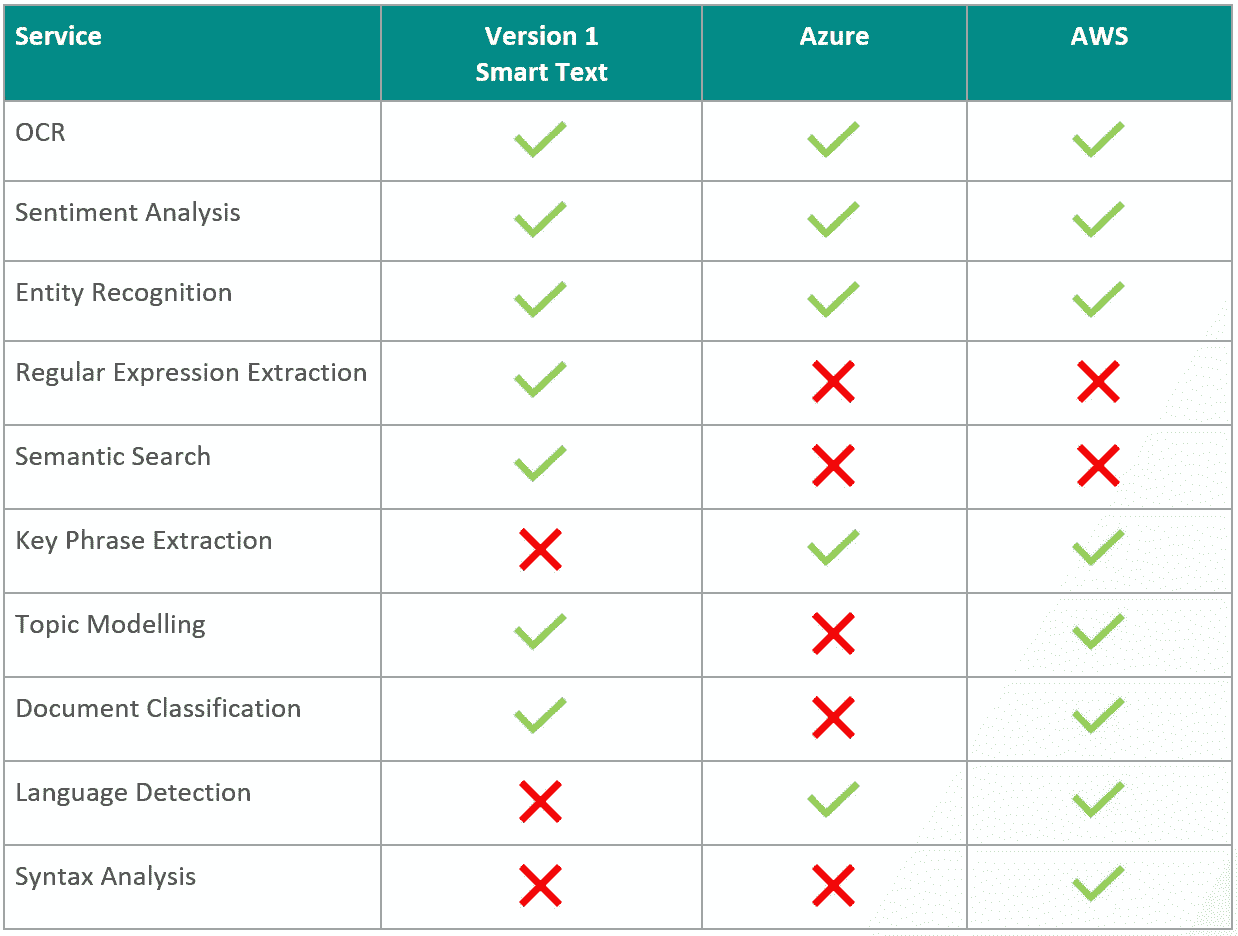 Service
Version 1
Smart Text
Azure
AWS
OCR
Sentiment Analysis
Entity Recognition
Regular Expression Extraction
Semantic Search
Key Phrase Extraction
Topic Modelling
Document Classification
Language Detection
Syntax Analysis